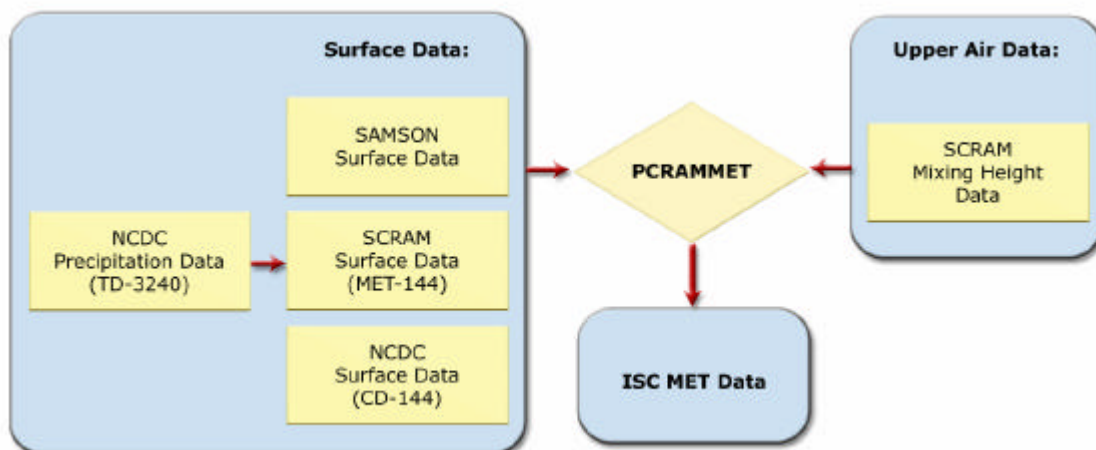 Surface Data:
SAMSON
Surface Data
NCDC
Precipitation Data
(TD-3240)
SCRAM
Surface Data
(MET-144)
NCDC
Surface Data
(CD-144)
PCRAMMET
Upper Air Data:
SCRAM
Mixing Height
Data
ISC MET Data